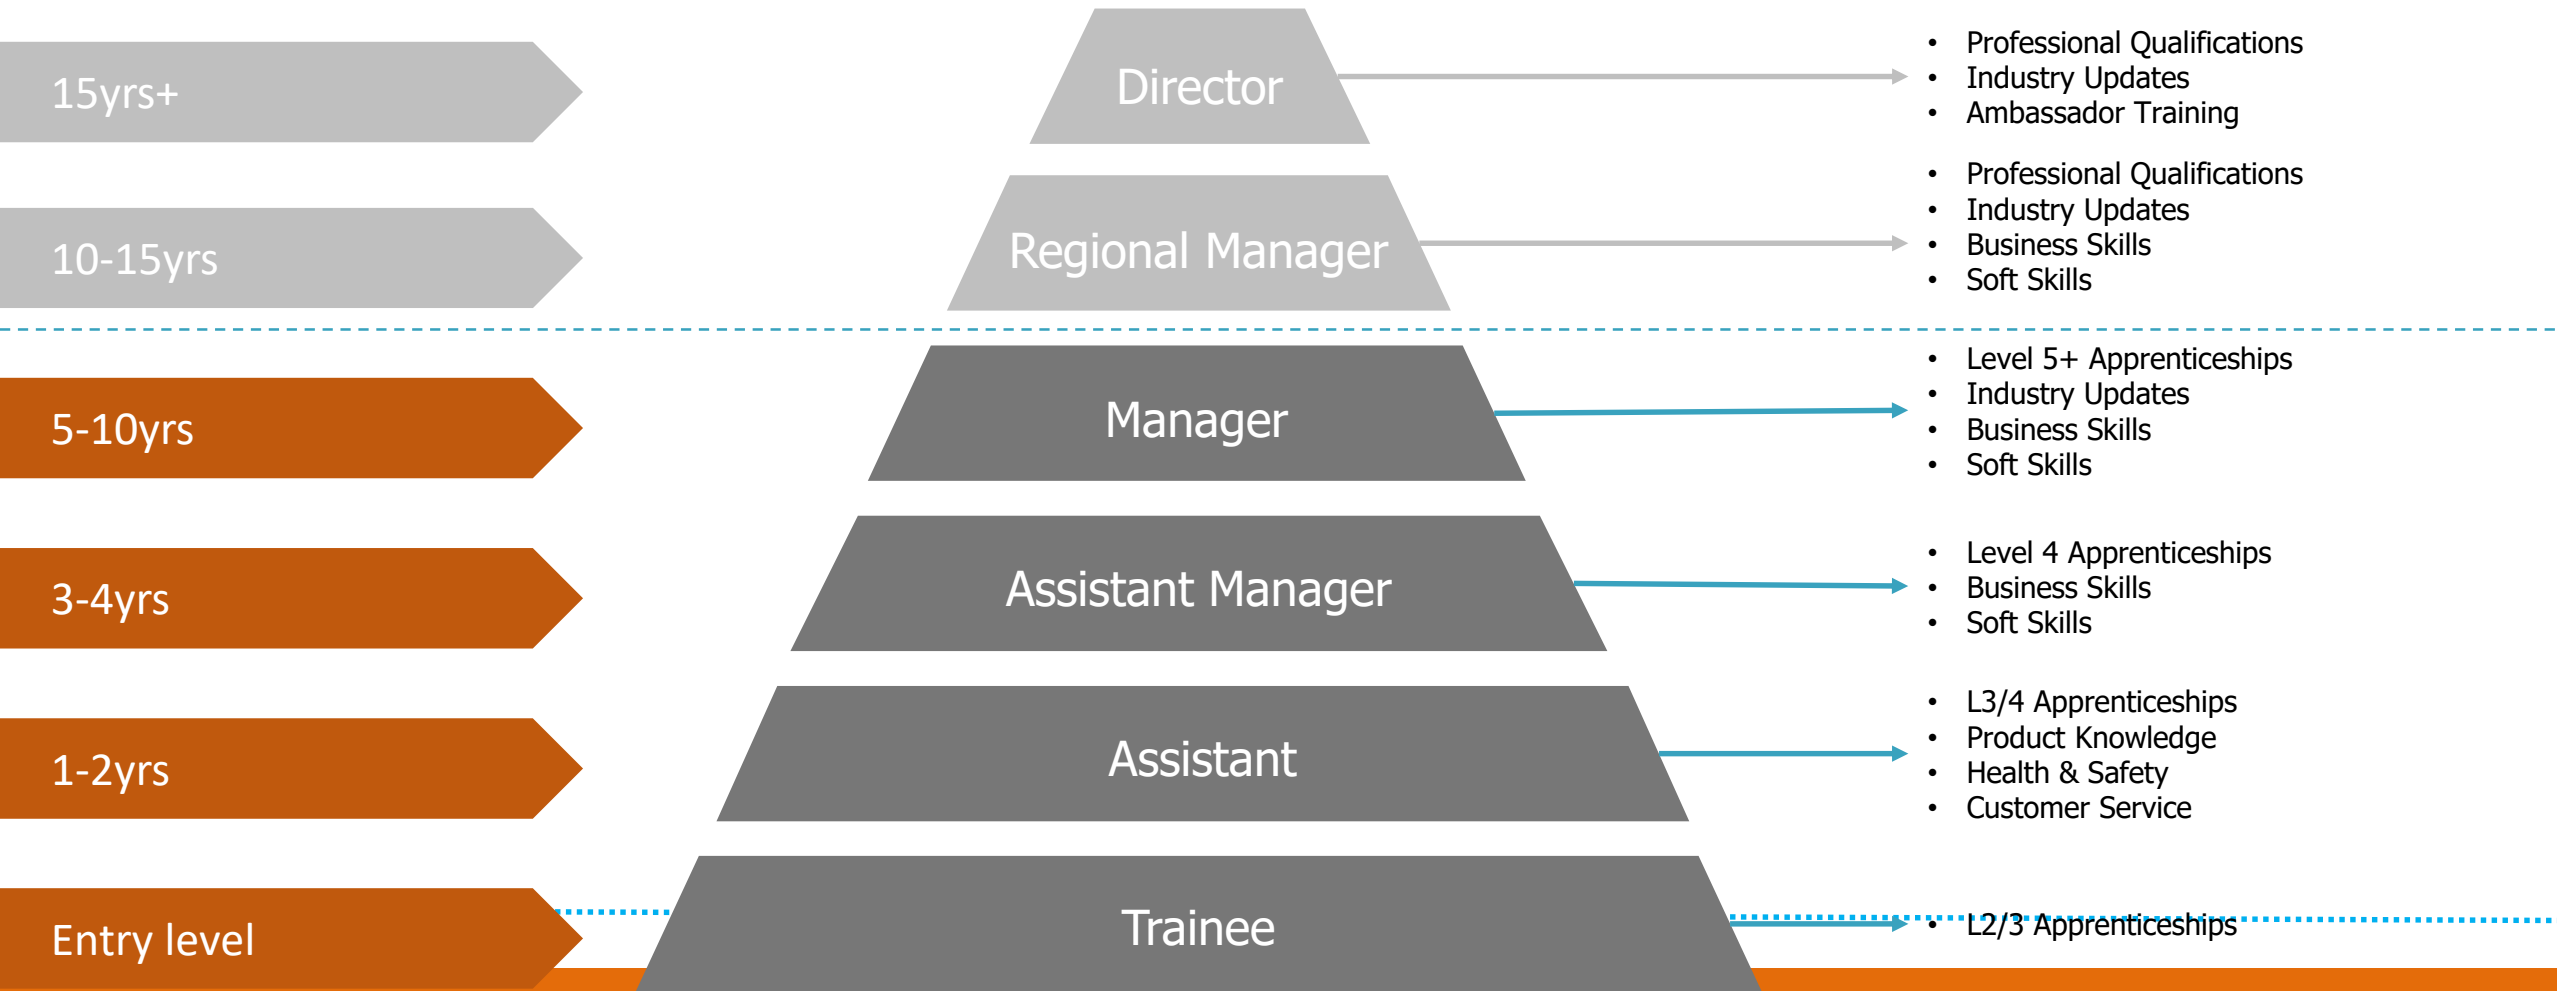 15yrs+
Director
• Professional Qualifications
• Industry Updates
• Ambassador Training
10-15yrs
Regional Manager
• Professional Qualifications
• Industry Updates
• Business Skills
• Soft Skills
5-10yrs
Manager
• Level 5+ Apprenticeships
• Industry Updates
• Business Skills
• Soft Skills
3-4yrs
Assistant Manager
• Level 4 Apprenticeships
• Business Skills
• Soft Skills
1-2yrs
Assistant
• L3/4 Apprenticeships
• Product Knowledge
• Health & Safety
• Customer Service
Entry level
Trainee
• L2/3 Apprenticeships